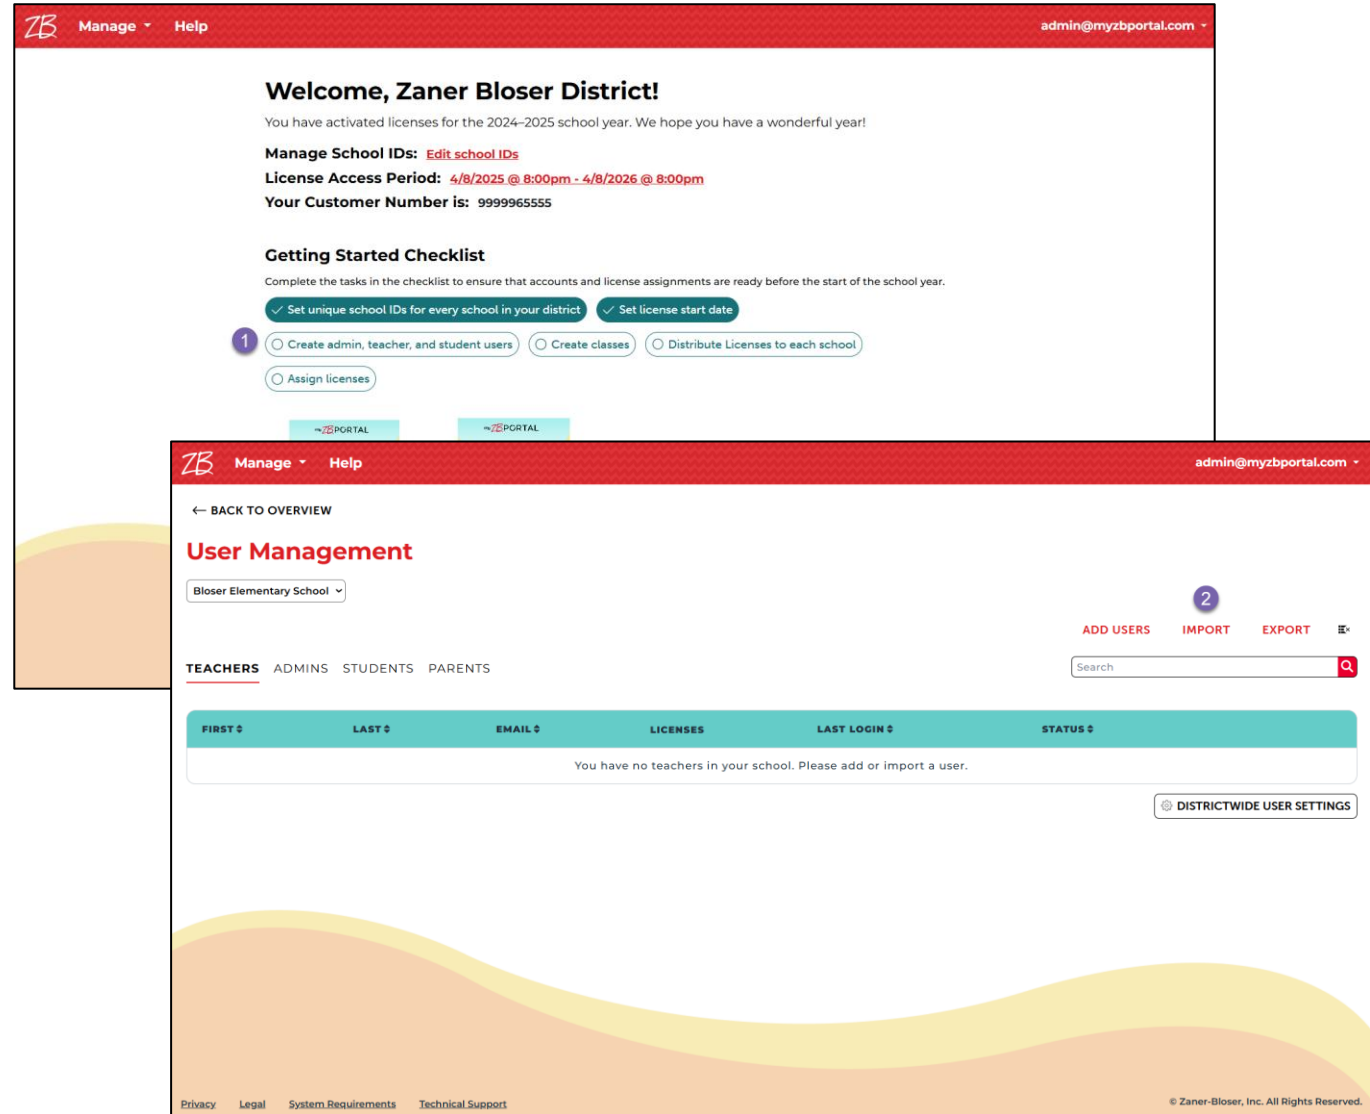 ZB Manage Help admin@myzbportal.com
Welcome, Zaner Bloser District!
You have activated licenses for the 2024–2025 school year. We hope you have a wonderful year!
Manage School IDs: Edit school IDs
License Access Period: 4/8/2025 @ 8:00pm - 4/8/2026 @ 8:00pm
Your Customer Number is: 9999965555
Getting Started Checklist
Complete the tasks in the checklist to ensure that accounts and license assignments are ready before the start of the school year.
Set unique school IDs for every school in your district Set license start date
1 Create admin, teacher, and student users Create classes Distribute Licenses to each school
Assign licenses
my ZBPORTAL my ZBPORTAL
ZB Manage Help admin@myzbportal.com
← BACK TO OVERVIEW
User Management
Bloser Elementary School
2
ADD USERS IMPORT EXPORT
TEACHERS ADMINS STUDENTS PARENTS Search
FIRST LAST EMAIL LICENSES LAST LOGIN STATUS
You have no teachers in your school. Please add or import a user.
DISTRICTWIDE USER SETTINGS
Privacy Legal System Requirements Technical Support © Zaner-Bloser, Inc. All Rights Reserved.